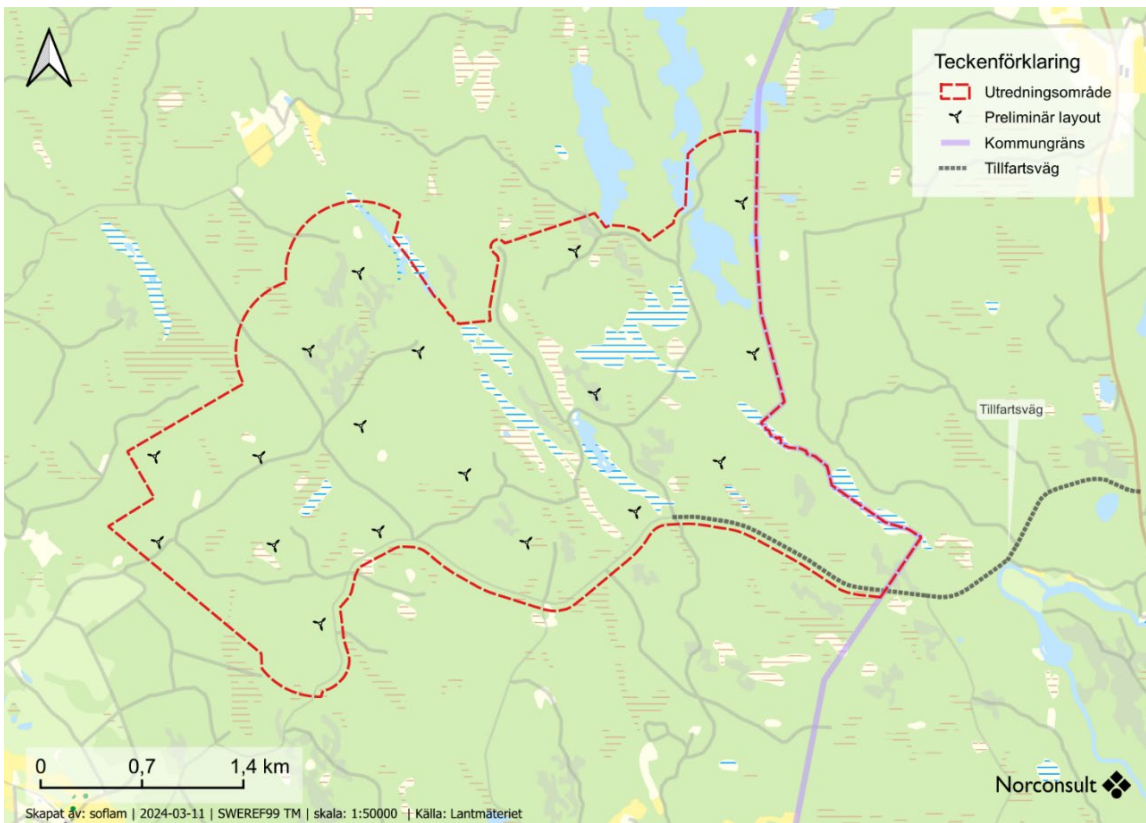 Teckenförklaring
Utredningsområde
Preliminär layout
Kommungräns
Tillfartsväg
Tillfartsväg
0 0,7 1,4 km
Norconsult
Skapat av: soflam | 2024-03-11 | SWEREF99 TM | skala: 1:50000 | Källa: Lantmäteriet